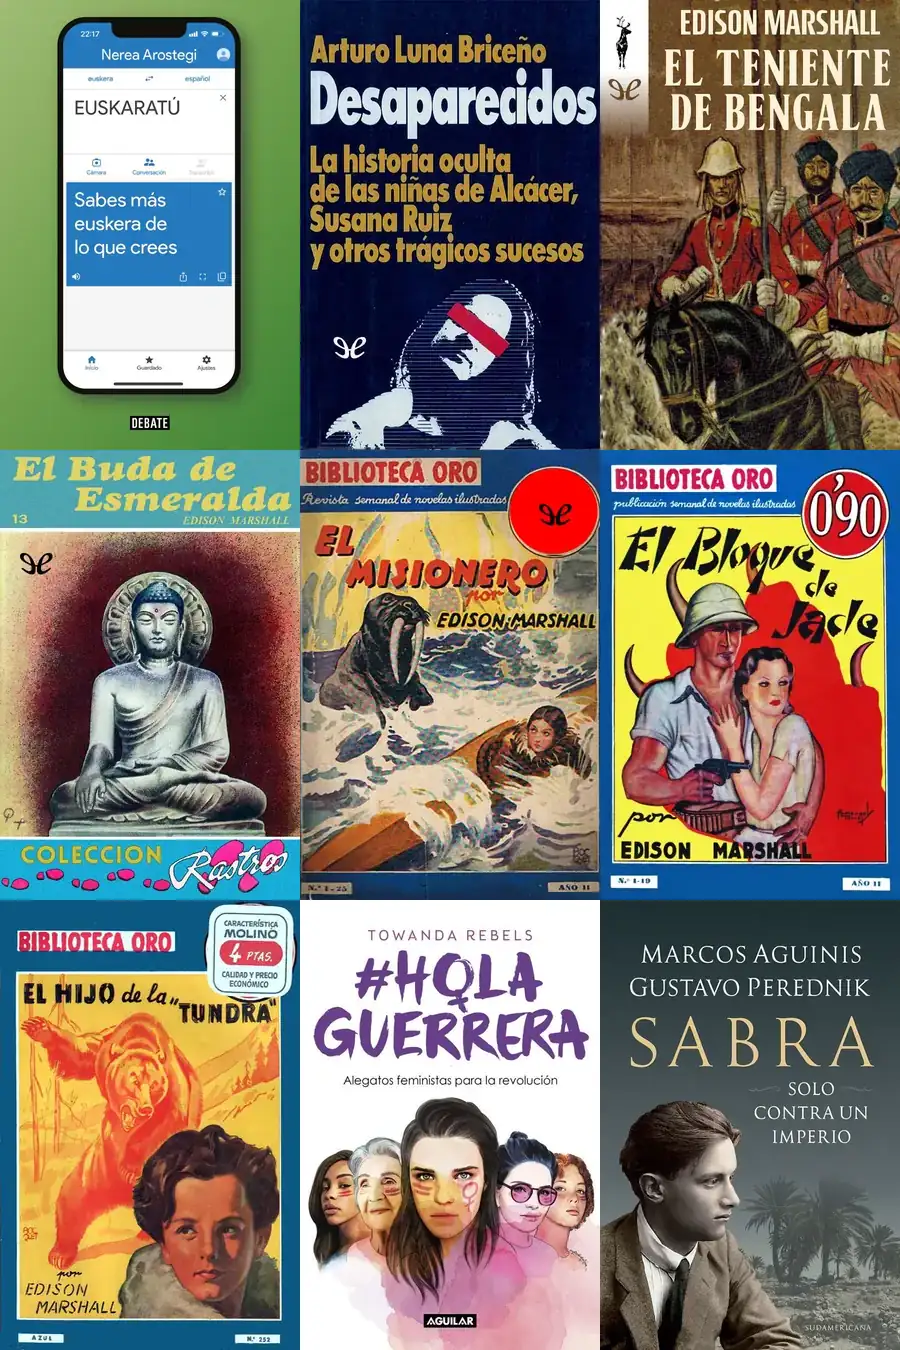 22:17
Nerea Arostegi
euskera
español
EUSKARATÚ
Cámara
Conversación
Sabes más
euskera de
lo que crees
Inicio
Guardado
Ajustes
DEBATE
Arturo Luna Briceño
Desaparecidos
La historia oculta
de las niñas de Alcácer,
Susana Ruiz
y otros trágicos sucesos
EDISON MARSHALL
EL TENIENTE
DE BENGALA
El Buda de
Esmeralda
13
EDISON MARSHALL
COLECCION
Rastros
BIBLIOTECA ORO
Revista semanal de novelas ilustradas
EL
MISIONERO
por
EDISON MARSHALL
N.º 1-25
AÑO II
BIBLIOTECA ORO
publicación semanal de novelas ilustradas
0'90
El Bloque
de
Jade
por
EDISON MARSHALL
N.º 1-19
AÑO II
BIBLIOTECA ORO
CARACTERÍSTICA
MOLINO
4 PTAS.
CALIDAD Y PRECIO
ECONÓMICO
EL HIJO de la "TUNDRA"
por
EDISON
MARSHALL
AZUL
N.º 252
TOWANDA REBELS
#HOLA
GUERRERA
Alegatos feministas para la revolución
AGUILAR
MARCOS AGUINIS
GUSTAVO PEREDNIK
SABRA
SOLO
CONTRA UN
IMPERIO
SUDAMERICANA